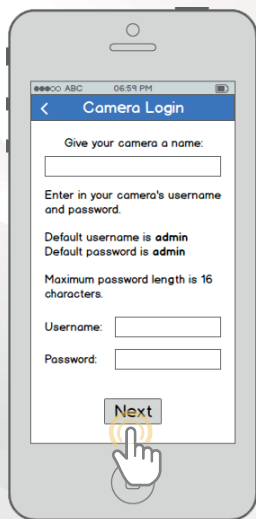 ●●●○○ ABC 06:59 PM
< Camera Login
Give your camera a name:
Enter in your camera's username
and password.
Default username is admin
Default password is admin
Maximum password length is 16
characters.
Username:
Password:
Next